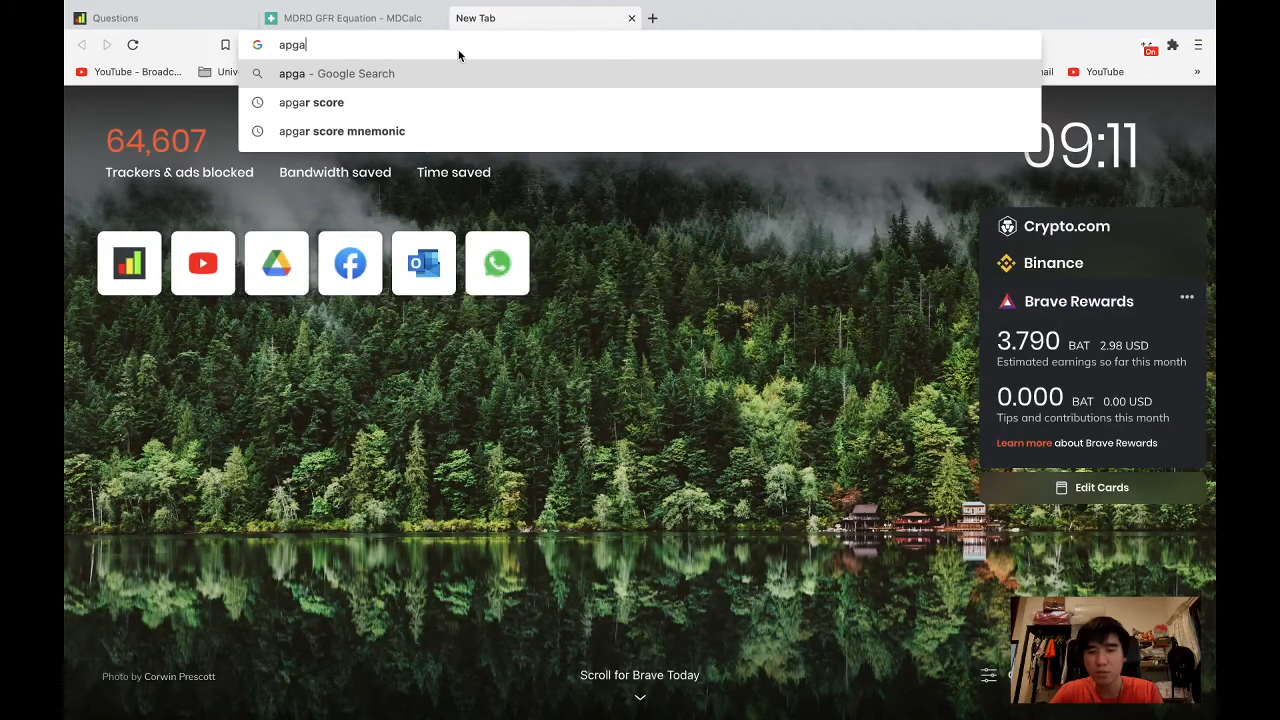 Questions
MDRD GFR Equation - MDCalc
New Tab
apga
YouTube - Broadc...
Univ
YouTube
»
On
apga - Google Search
apgar score
apgar score mnemonic
64,607
Trackers & ads blocked
Bandwidth saved
Time saved
09:11
Crypto.com
Binance
Brave Rewards
3.790 BAT 2.98 USD
Estimated earnings so far this month
0.000 BAT 0.00 USD
Tips and contributions this month
Learn more about Brave Rewards
Edit Cards
Scroll for Brave Today
Photo by Corwin Prescott